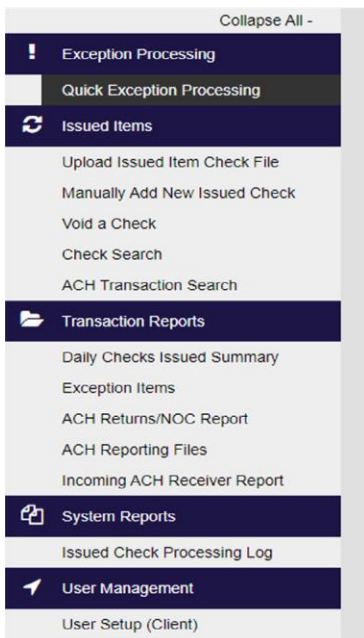 Collapse All -
! Exception Processing
Quick Exception Processing
Issued Items
Upload Issued Item Check File
Manually Add New Issued Check
Void a Check
Check Search
ACH Transaction Search
Transaction Reports
Daily Checks Issued Summary
Exception Items
ACH Returns/NOC Report
ACH Reporting Files
Incoming ACH Receiver Report
System Reports
Issued Check Processing Log
User Management
User Setup (Client)